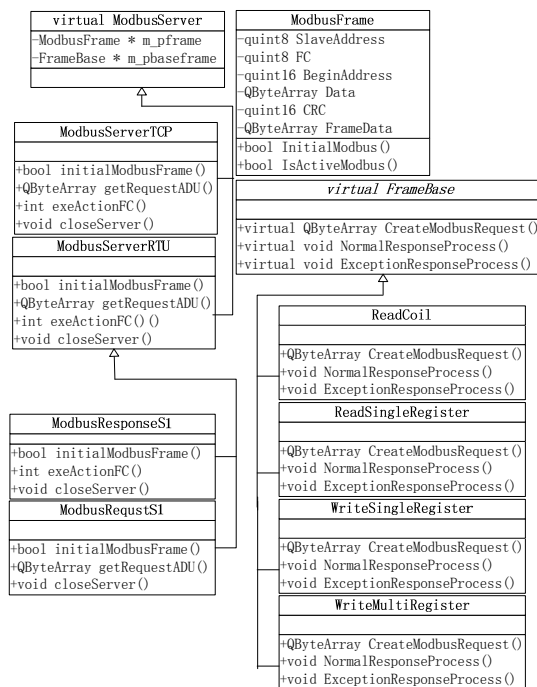 virtual ModbusServer
-ModbusFrame * m_pframe
-FrameBase * m_pbaseframe
ModbusServerTCP
+bool initialModbusFrame()
+QByteArray getRequestADU()
+int exeActionFC()
+void closeServer()
ModbusServerRTU
+bool initialModbusFrame()
+QByteArray getRequestADU()
+int exeActionFC()()
+void closeServer()
ModbusResponseS1
+bool initialModbusFrame()
+int exeActionFC()
+void closeServer()
ModbusRequstS1
+bool initialModbusFrame()
+QByteArray getRequestADU()
+void closeServer()
ModbusFrame
-quint8 SlaveAddress
-quint8 FC
-quint16 BeginAddress
-QByteArray Data
-quint16 CRC
-QByteArray FrameData
+bool InitialModbus()
+bool IsActiveModbus()
virtual FrameBase
+virtual QByteArray CreateModbusRequest()
+virtual void NormalResponseProcess()
+virtual void ExceptionResponseProcess()
ReadCoil
+QByteArray CreateModbusRequest()
+void NormalResponseProcess()
+void ExceptionResponseProcess()
ReadSingleRegister
+QByteArray CreateModbusRequest()
+void NormalResponseProcess()
+void ExceptionResponseProcess()
WriteSingleRegister
+QByteArray CreateModbusRequest()
+void NormalResponseProcess()
+void ExceptionResponseProcess()
WriteMultiRegister
+QByteArray CreateModbusRequest()
+void NormalResponseProcess()
+void ExceptionResponseProcess()